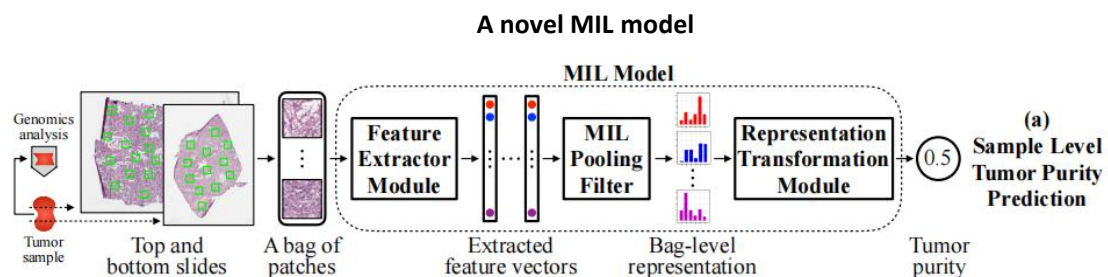 A novel MIL model
MIL Model
Genomics
analysis
Tumor
sample
Top and
bottom slides
A bag of
patches
Feature
Extractor
Module
Extracted
feature vectors
MIL
Pooling
Filter
Bag-level
representation
Representation
Transformation
Module
0.5
Tumor
purity
(a)
Sample Level
Tumor Purity
Prediction